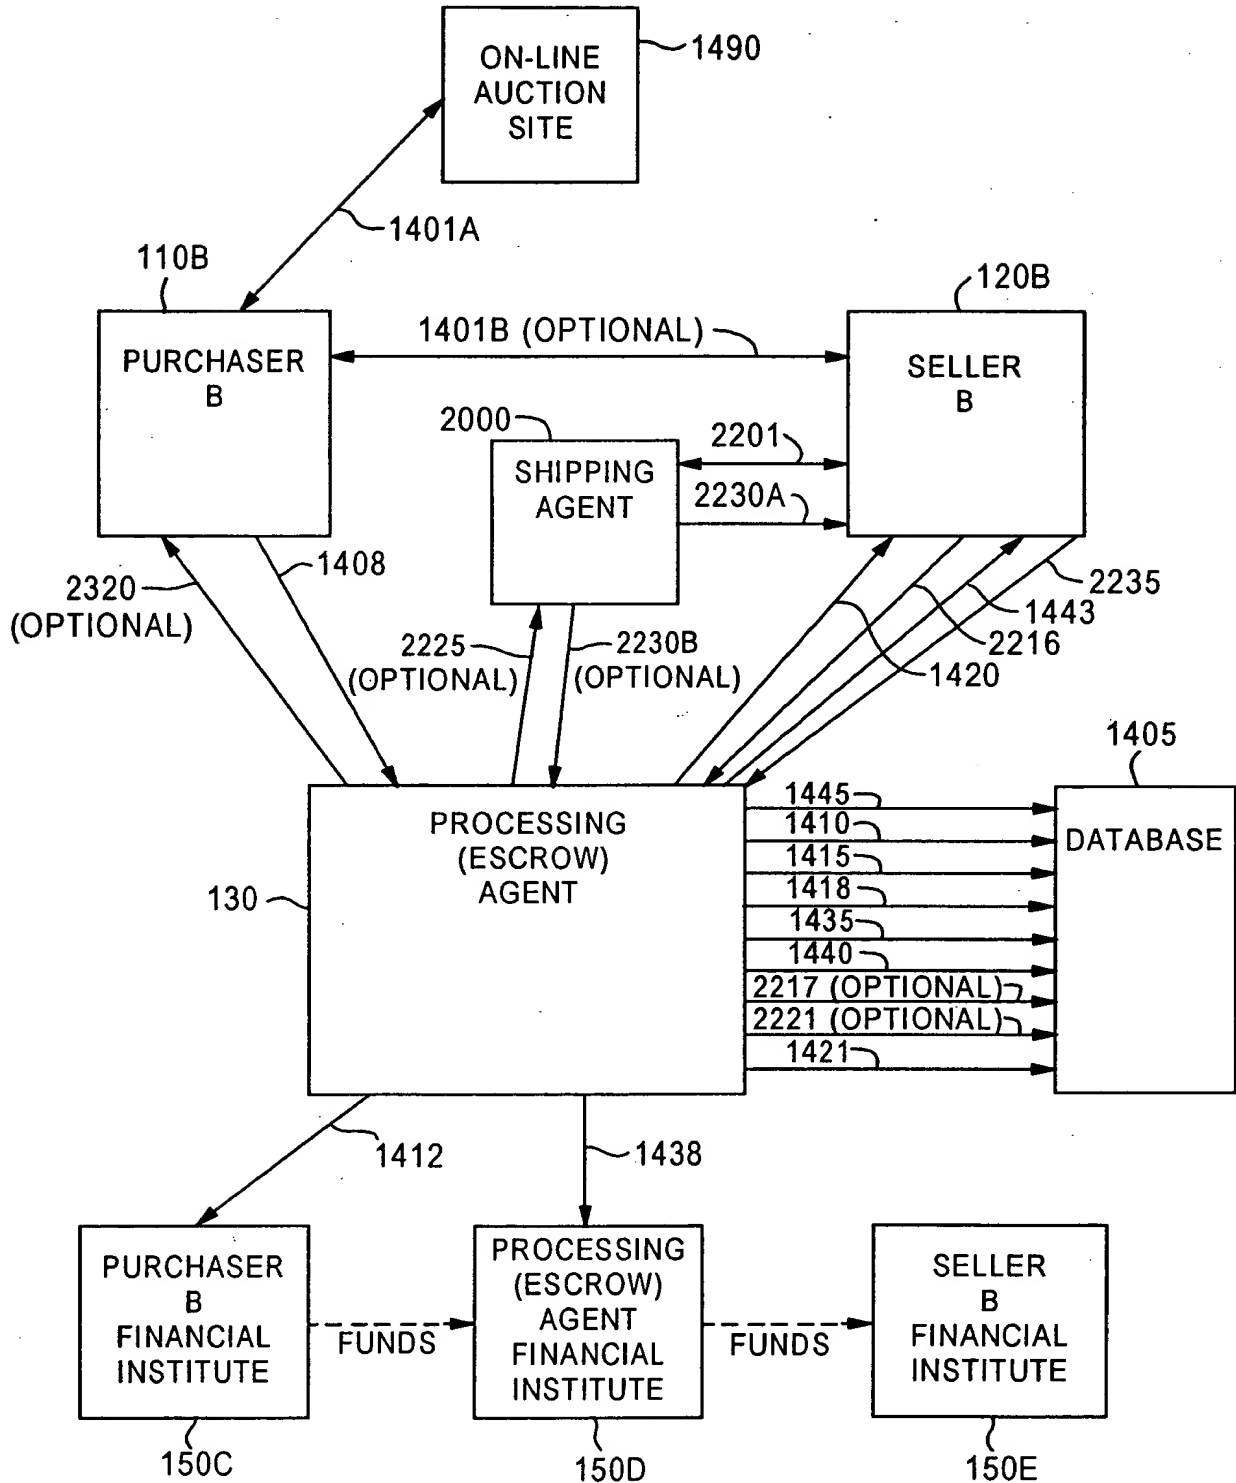 ON-LINE
AUCTION
SITE
1490
1401A
110B
120B
PURCHASER
B
1401B (OPTIONAL)
SELLER
B
2000
SHIPPING
AGENT
2201
2230A
2320
(OPTIONAL)
1408
2225
(OPTIONAL)
2230B
(OPTIONAL)
2235
1443
2216
1420
1405
PROCESSING
(ESCROW)
AGENT
130
1445
1410
1415
1418
1435
1440
2217 (OPTIONAL)
2221 (OPTIONAL)
1421
DATABASE
1412
1438
PURCHASER
B
FINANCIAL
INSTITUTE
FUNDS
PROCESSING
(ESCROW)
AGENT
FINANCIAL
INSTITUTE
FUNDS
SELLER
B
FINANCIAL
INSTITUTE
150C
150D
150E